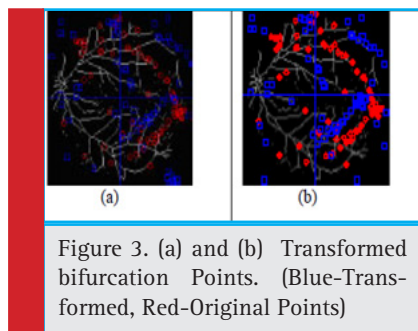 (a) (b)
Figure 3. (a) and (b) Transformed
bifurcation Points. (Blue-Trans-
formed, Red-Original Points)